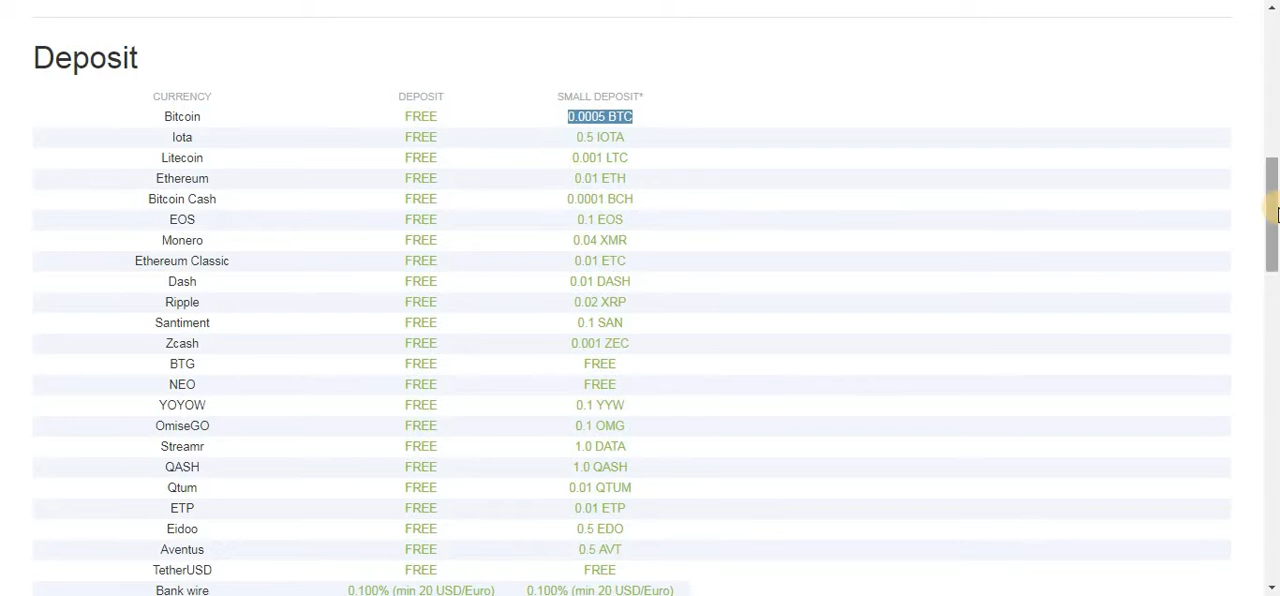 Deposit
CURRENCY DEPOSIT SMALL DEPOSIT*
Bitcoin FREE 0.0005 BTC
Iota FREE 0.5 IOTA
Litecoin FREE 0.001 LTC
Ethereum FREE 0.01 ETH
Bitcoin Cash FREE 0.0001 BCH
EOS FREE 0.1 EOS
Monero FREE 0.04 XMR
Ethereum Classic FREE 0.01 ETC
Dash FREE 0.01 DASH
Ripple FREE 0.02 XRP
Santiment FREE 0.1 SAN
Zcash FREE 0.001 ZEC
BTG FREE FREE
NEO FREE FREE
YOYOW FREE 0.1 YYW
OmiseGO FREE 0.1 OMG
Streamr FREE 1.0 DATA
QASH FREE 1.0 QASH
Qtum FREE 0.01 QTUM
ETP FREE 0.01 ETP
Eidoo FREE 0.5 EDO
Aventus FREE 0.5 AVT
TetherUSD FREE FREE
Bank wire 0.100% (min 20 USD/Euro) 0.100% (min 20 USD/Euro)